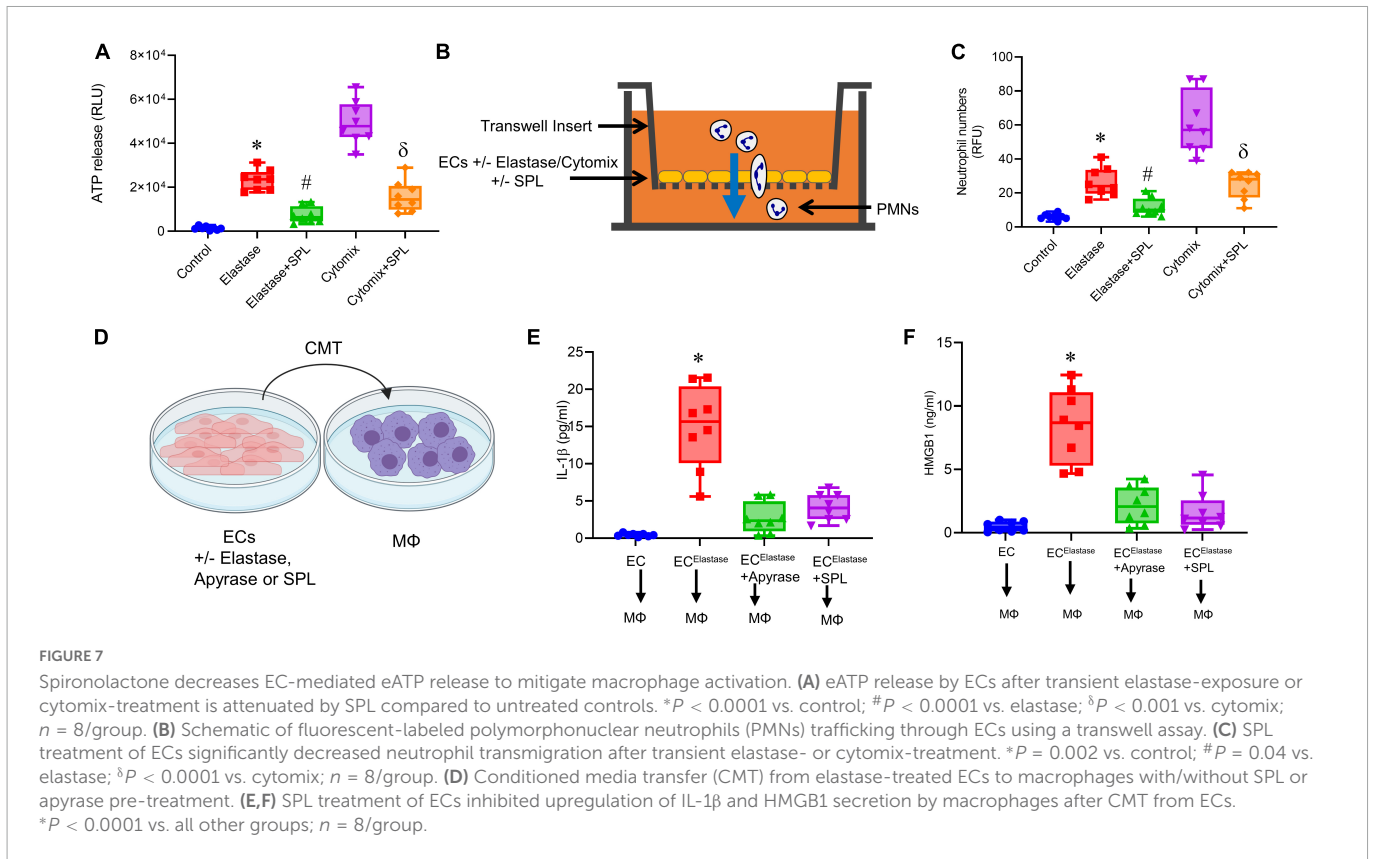 A
8×10⁴
6×10⁴
4×10⁴
2×10⁴
0
ATP release (RLU)
*
#
δ
Control
Elastase
Elastase+SPL
Cytomix
Cytomix+SPL
B
Transwell Insert
ECs +/- Elastase/Cytomix
+/- SPL
PMNs
C
100
80
60
40
20
0
Neutrophil numbers
(RFU)
*
#
δ
Control
Elastase
Elastase+SPL
Cytomix
Cytomix+SPL
D
CMT
ECs
+/- Elastase,
Apyrase or SPL
MΦ
E
25
20
15
10
5
0
IL-1β (pg/ml)
*
EC
MΦ
EC^Elastase
MΦ
EC^Elastase
+Apyrase
MΦ
EC^Elastase
+SPL
MΦ
F
15
10
5
0
HMGB1 (ng/ml)
*
EC
MΦ
EC^Elastase
MΦ
EC^Elastase
+Apyrase
MΦ
EC^Elastase
+SPL
MΦ
FIGURE 7
Spironolactone decreases EC-mediated eATP release to mitigate macrophage activation. (A) eATP release by ECs after transient elastase-exposure or
cytomix-treatment is attenuated by SPL compared to untreated controls. *P < 0.0001 vs. control; #P < 0.0001 vs. elastase; δP < 0.001 vs. cytomix;
n = 8/group. (B) Schematic of fluorescent-labeled polymorphonuclear neutrophils (PMNs) trafficking through ECs using a transwell assay. (C) SPL
treatment of ECs significantly decreased neutrophil transmigration after transient elastase- or cytomix-treatment. *P = 0.002 vs. control; #P = 0.04 vs.
elastase; δP < 0.0001 vs. cytomix; n = 8/group. (D) Conditioned media transfer (CMT) from elastase-treated ECs to macrophages with/without SPL or
apyrase pre-treatment. (E,F) SPL treatment of ECs inhibited upregulation of IL-1β and HMGB1 secretion by macrophages after CMT from ECs.
*P < 0.0001 vs. all other groups; n = 8/group.